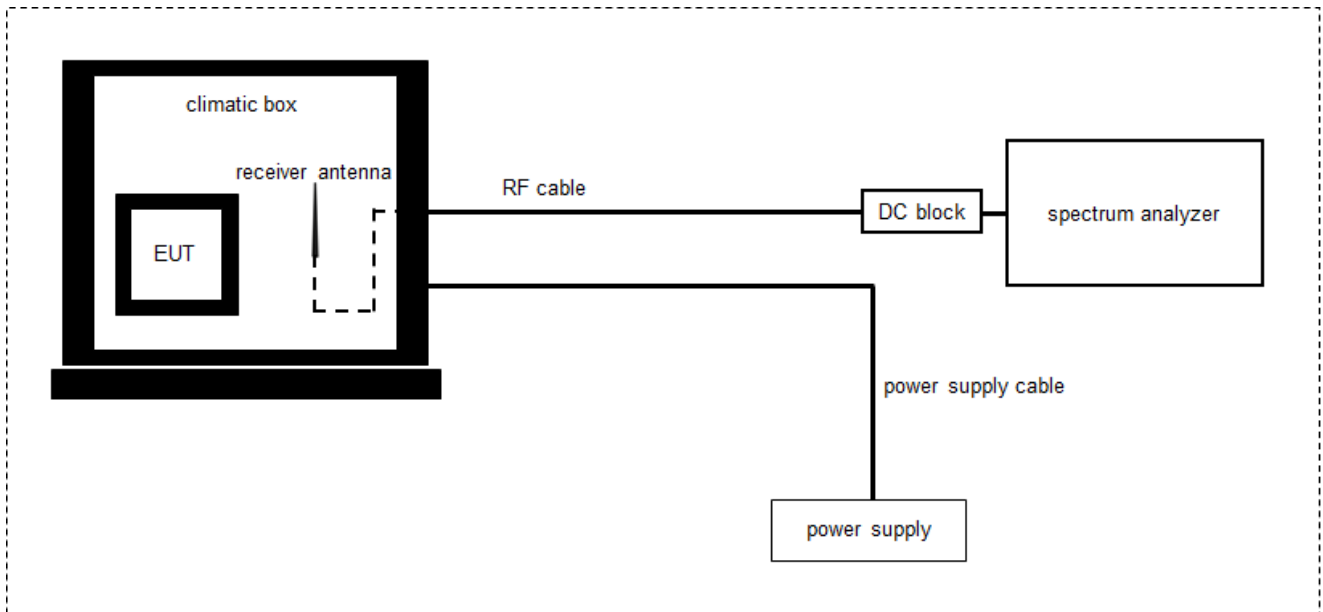 climatic box
receiver antenna
EUT
RF cable
DC block
spectrum analyzer
power supply cable
power supply